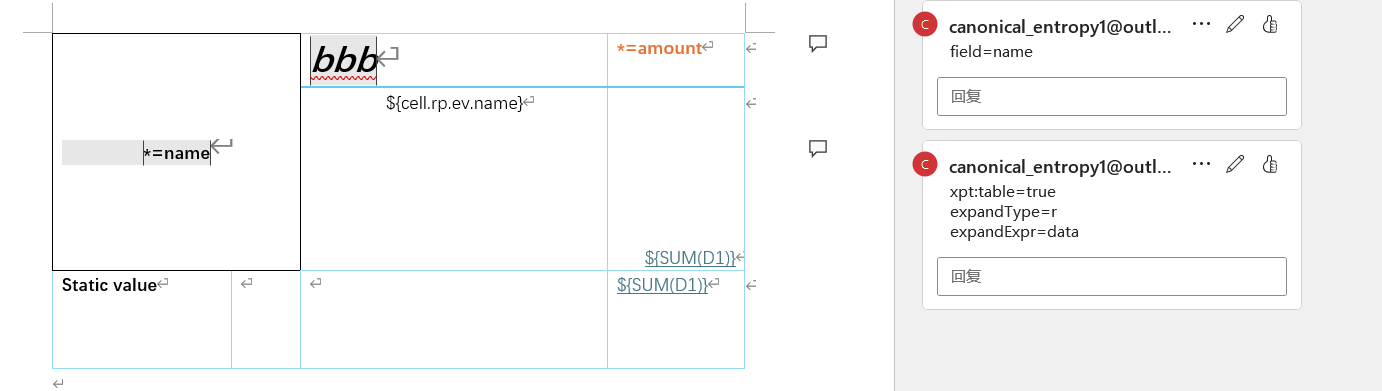 bbb
*=amount
${cell.rp.ev.name}
*=name
${SUM(D1)}
Static value
${SUM(D1)}
C
canonical_entropy1@outl...
field=name
回复
C
canonical_entropy1@outl...
xpt:table=true
expandType=r
expandExpr=data
回复